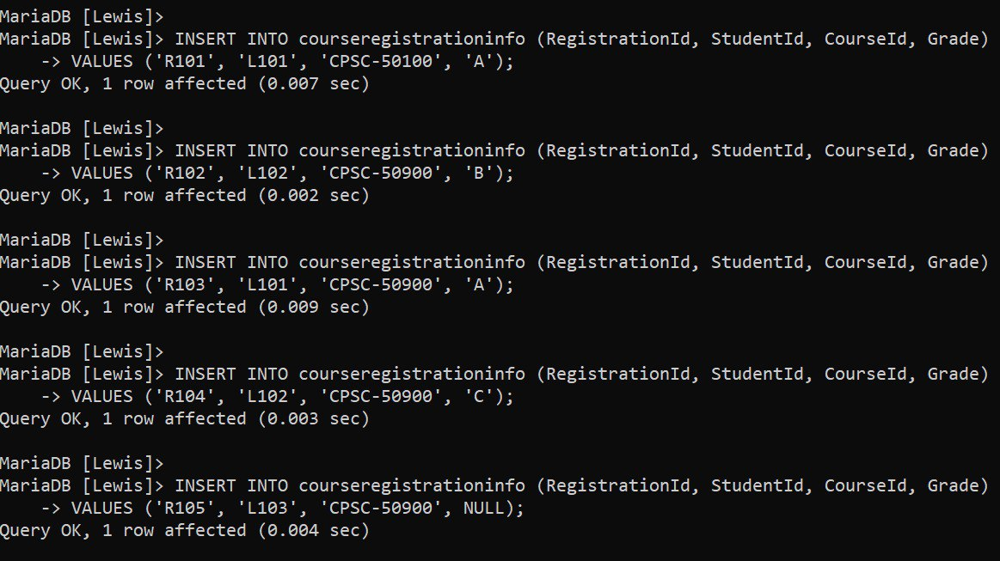 MariaDB [Lewis]>
MariaDB [Lewis]> INSERT INTO courseregistrationinfo (RegistrationId, StudentId, CourseId, Grade)
    -> VALUES ('R101', 'L101', 'CPSC-50100', 'A');
Query OK, 1 row affected (0.007 sec)

MariaDB [Lewis]>
MariaDB [Lewis]> INSERT INTO courseregistrationinfo (RegistrationId, StudentId, CourseId, Grade)
    -> VALUES ('R102', 'L102', 'CPSC-50900', 'B');
Query OK, 1 row affected (0.002 sec)

MariaDB [Lewis]>
MariaDB [Lewis]> INSERT INTO courseregistrationinfo (RegistrationId, StudentId, CourseId, Grade)
    -> VALUES ('R103', 'L101', 'CPSC-50900', 'A');
Query OK, 1 row affected (0.009 sec)

MariaDB [Lewis]>
MariaDB [Lewis]> INSERT INTO courseregistrationinfo (RegistrationId, StudentId, CourseId, Grade)
    -> VALUES ('R104', 'L102', 'CPSC-50900', 'C');
Query OK, 1 row affected (0.003 sec)

MariaDB [Lewis]>
MariaDB [Lewis]> INSERT INTO courseregistrationinfo (RegistrationId, StudentId, CourseId, Grade)
    -> VALUES ('R105', 'L103', 'CPSC-50900', NULL);
Query OK, 1 row affected (0.004 sec)